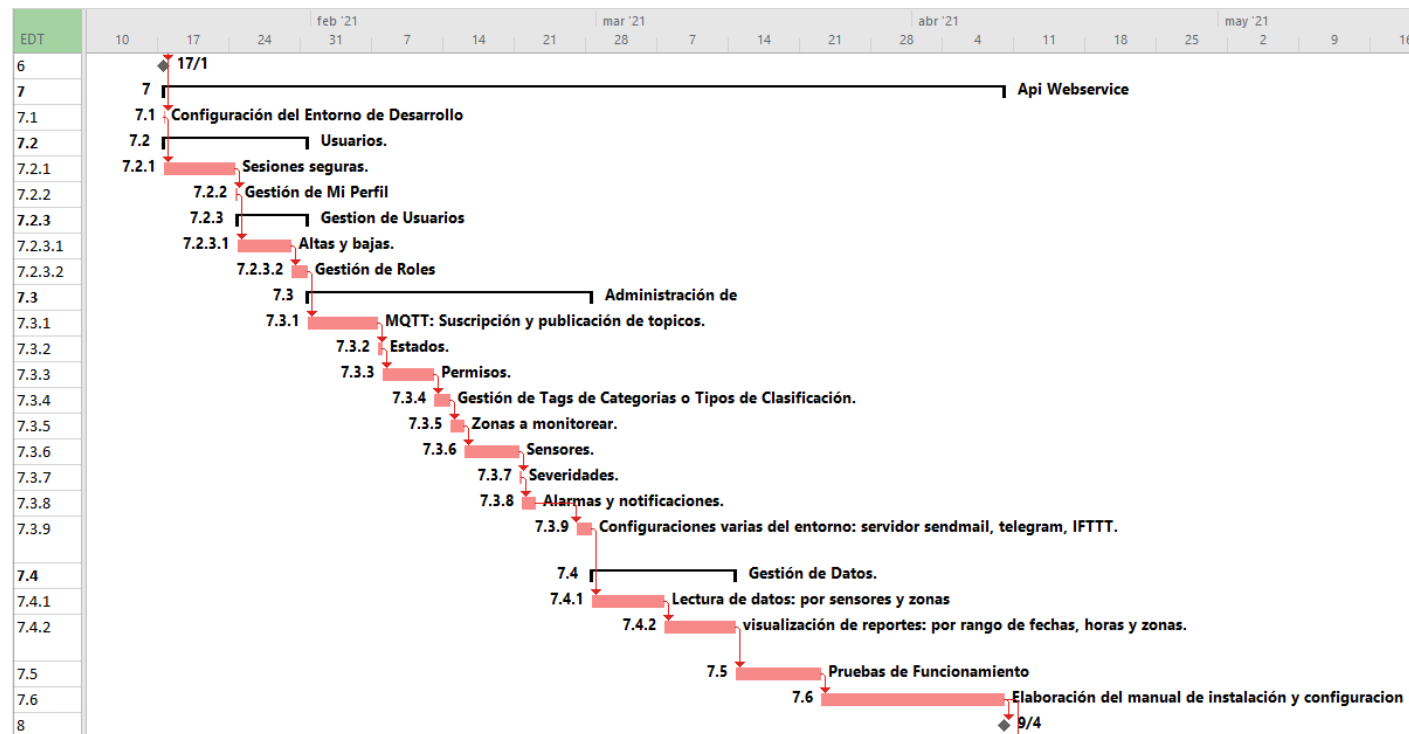 feb '21 mar '21 abr '21 may '21
EDT 10 17 24 31 7 14 21 28 7 14 21 28 4 11 18 25 2 9 16
6 17/1
7 7 Api Webservice
7.1 7.1 Configuración del Entorno de Desarrollo
7.2 7.2 Usuarios.
7.2.1 7.2.1 Sesiones seguras.
7.2.2 7.2.2 Gestión de Mi Perfil
7.2.3 7.2.3 Gestion de Usuarios
7.2.3.1 7.2.3.1 Altas y bajas.
7.2.3.2 7.2.3.2 Gestión de Roles
7.3 7.3 Administración de
7.3.1 7.3.1 MQTT: Suscripción y publicación de topicos.
7.3.2 7.3.2 Estados.
7.3.3 7.3.3 Permisos.
7.3.4 7.3.4 Gestión de Tags de Categorias o Tipos de Clasificación.
7.3.5 7.3.5 Zonas a monitorear.
7.3.6 7.3.6 Sensores.
7.3.7 7.3.7 Severidades.
7.3.8 7.3.8 Alarmas y notificaciones.
7.3.9 7.3.9 Configuraciones varias del entorno: servidor sendmail, telegram, IFTTT.
7.4 7.4 Gestión de Datos.
7.4.1 7.4.1 Lectura de datos: por sensores y zonas
7.4.2 7.4.2 visualización de reportes: por rango de fechas, horas y zonas.
7.5 7.5 Pruebas de Funcionamiento
7.6 7.6 Elaboración del manual de instalación y configuracion
8 9/4